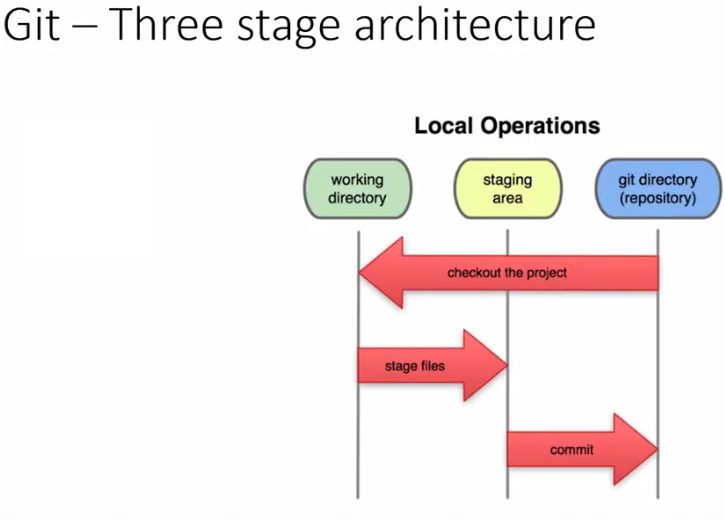 Git – Three stage architecture
Local Operations
working
directory
staging
area
git directory
(repository)
checkout the project
stage files
commit